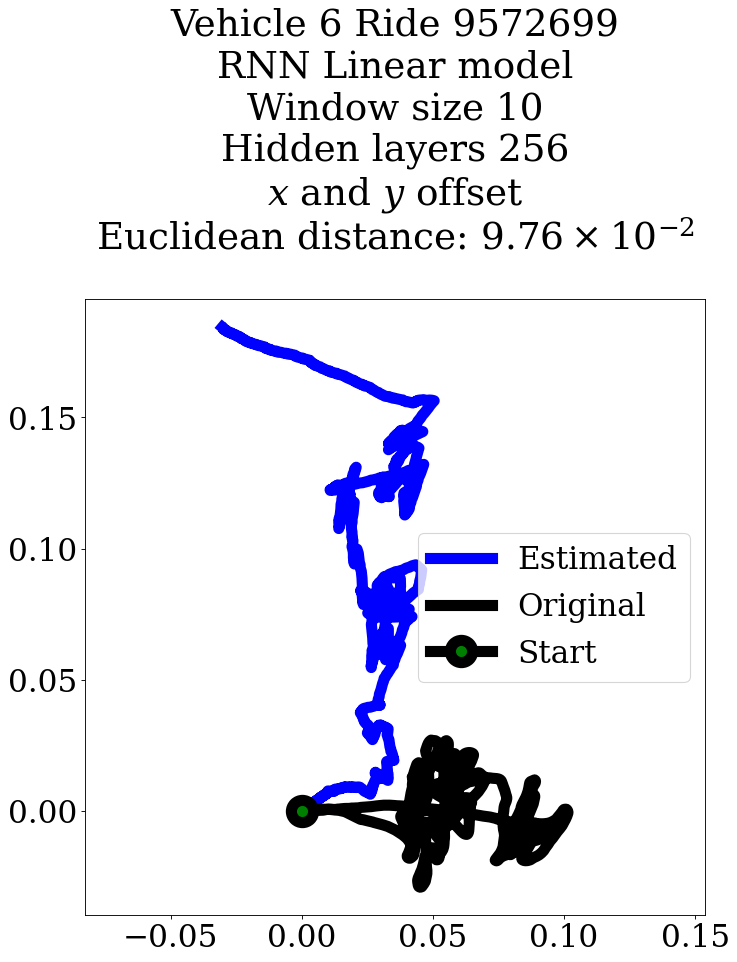 Vehicle 6 Ride 9572699
RNN Linear model
Window size 10
Hidden layers 256
x and y offset
Euclidean distance: 9.76 × 10⁻²
0.15
0.10
0.05
0.00
Estimated
Original
Start
−0.05 0.00 0.05 0.10 0.15